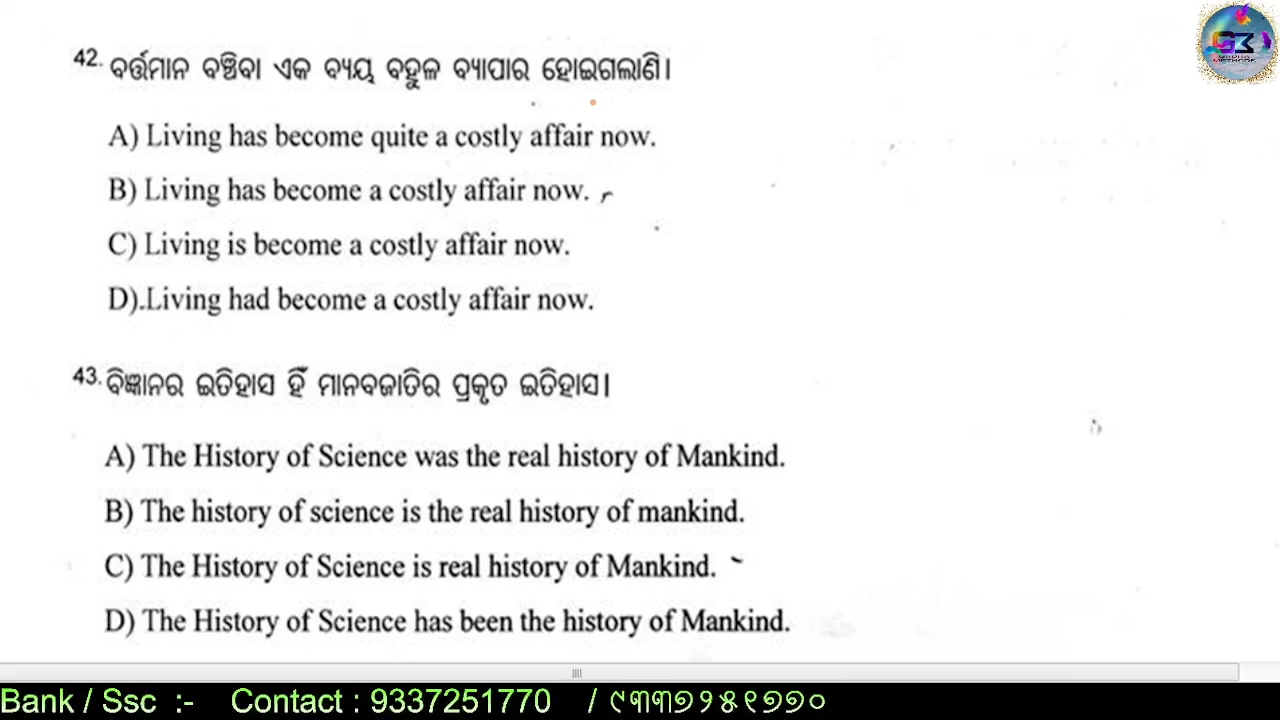 42. ବର୍ତ୍ତମାନ ବଞ୍ଚିବା ଏକ ବ୍ୟୟ ବହୁଳ ବ୍ୟାପାର ହୋଇଗଲାଣି।
A) Living has become quite a costly affair now.
B) Living has become a costly affair now.
C) Living is become a costly affair now.
D).Living had become a costly affair now.
43. ବିଜ୍ଞାନର ଇତିହାସ ହିଁ ମାନବଜାତିର ପ୍ରକୃତ ଇତିହାସ।
A) The History of Science was the real history of Mankind.
B) The history of science is the real history of mankind.
C) The History of Science is real history of Mankind.
D) The History of Science has been the history of Mankind.
Bank / Ssc :- Contact : 9337251770 / ୯୩୩୭୨୫୧୭୭୦